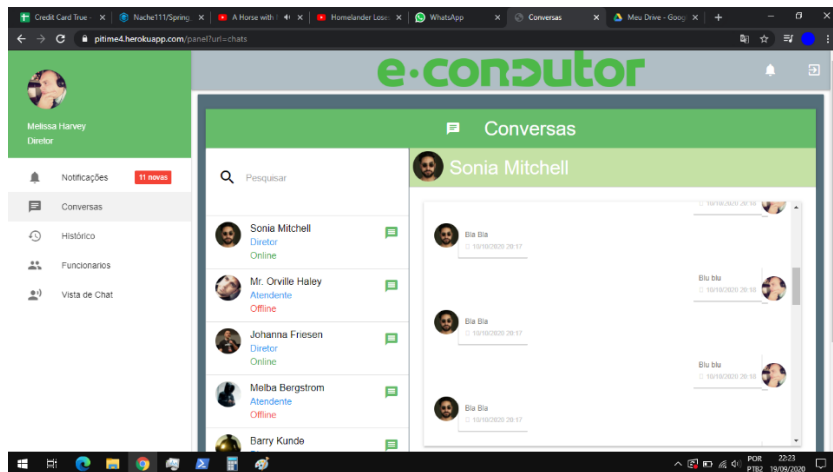 Credit Card True -
Nache111/Spring
A Horse with
Homelander Lose
WhatsApp
Conversas
Meu Drive - Goog
pitime4.herokuapp.com/panel?url=chats
e·condutor
Melissa Harvey
Diretor
Notificações
11 novas
Conversas
Histórico
Funcionarios
Vista de Chat
Conversas
Pesquisar
Sonia Mitchell
Sonia Mitchell
Diretor
Online
Mr. Orville Haley
Atendente
Offline
Johanna Friesen
Diretor
Online
Melba Bergstrom
Atendente
Offline
Barry Kunde
10/10/2020 20:18
Bla Bla
10/10/2020 20:17
Blu blu
10/10/2020 20:18
Bla Bla
10/10/2020 20:17
Blu blu
10/10/2020 20:18
Bla Bla
10/10/2020 20:17
POR
PTB2
22:23
19/09/2020